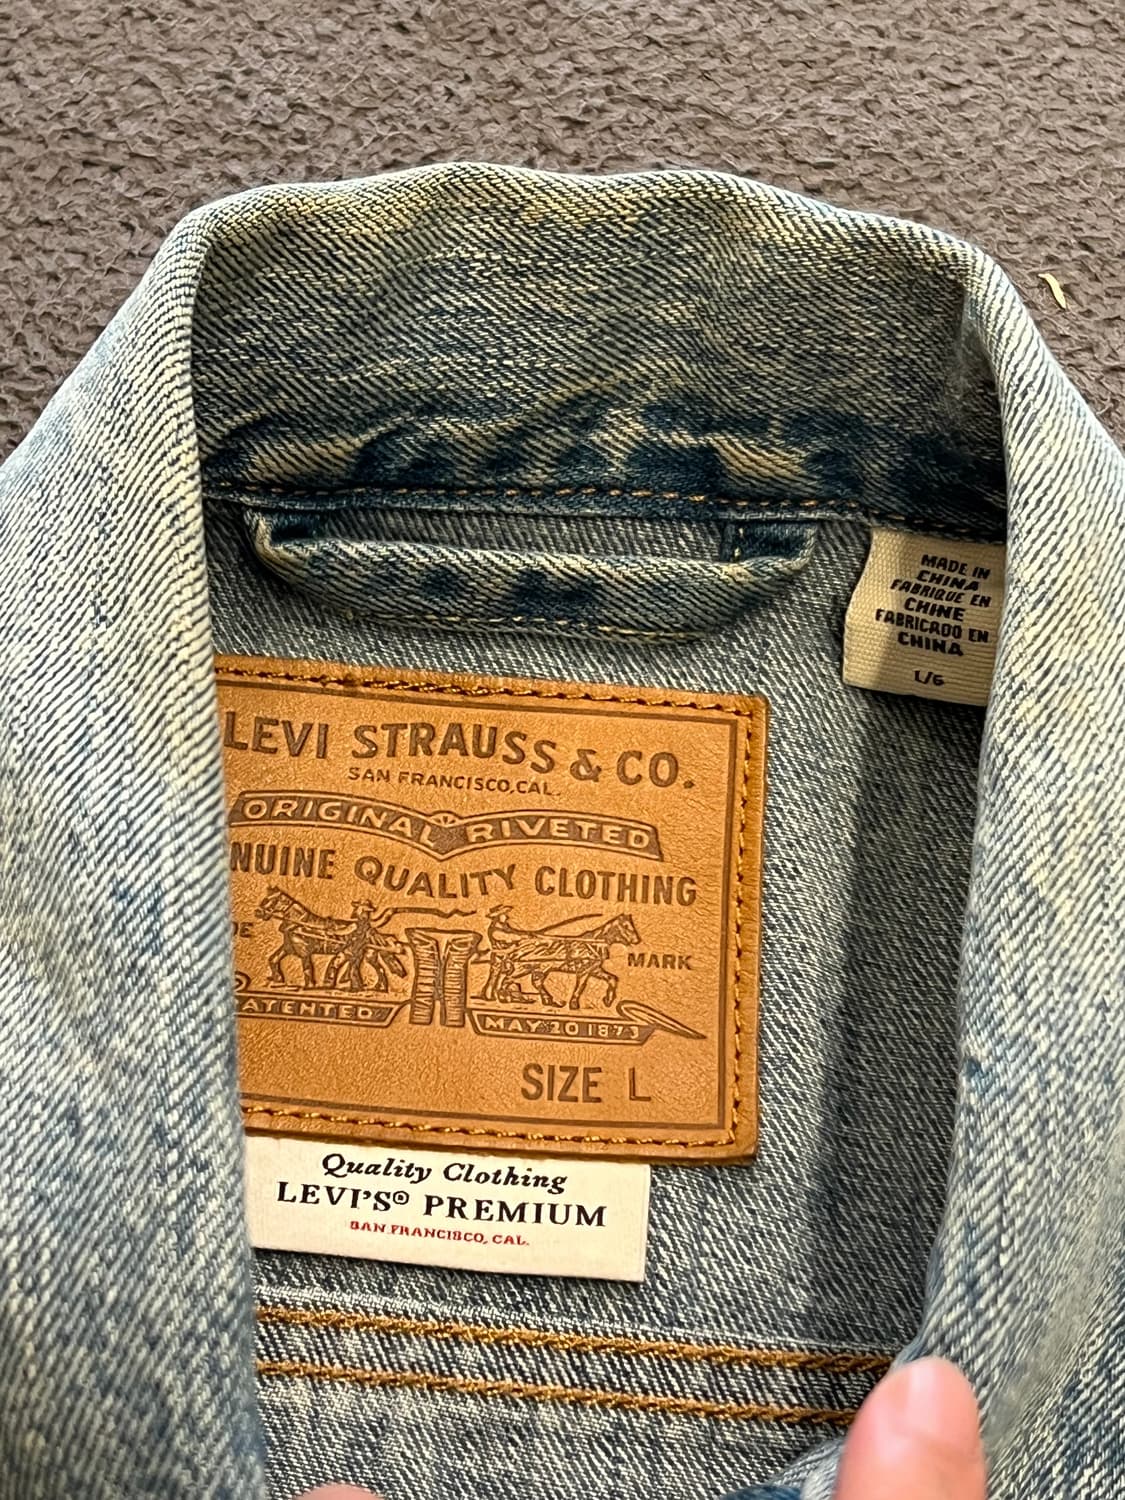 MADE IN
CHINA
FABRIQUE EN
CHINE
FABRICADO EN
CHINA
L/G
LEVI STRAUSS & CO.
SAN FRANCISCO, CAL.
ORIGINAL RIVETED
NUINE QUALITY CLOTHING
DE MARK
ATENTED MAY 20 1873
SIZE L
Quality Clothing
LEVI'S® PREMIUM
SAN FRANCISCO, CAL.